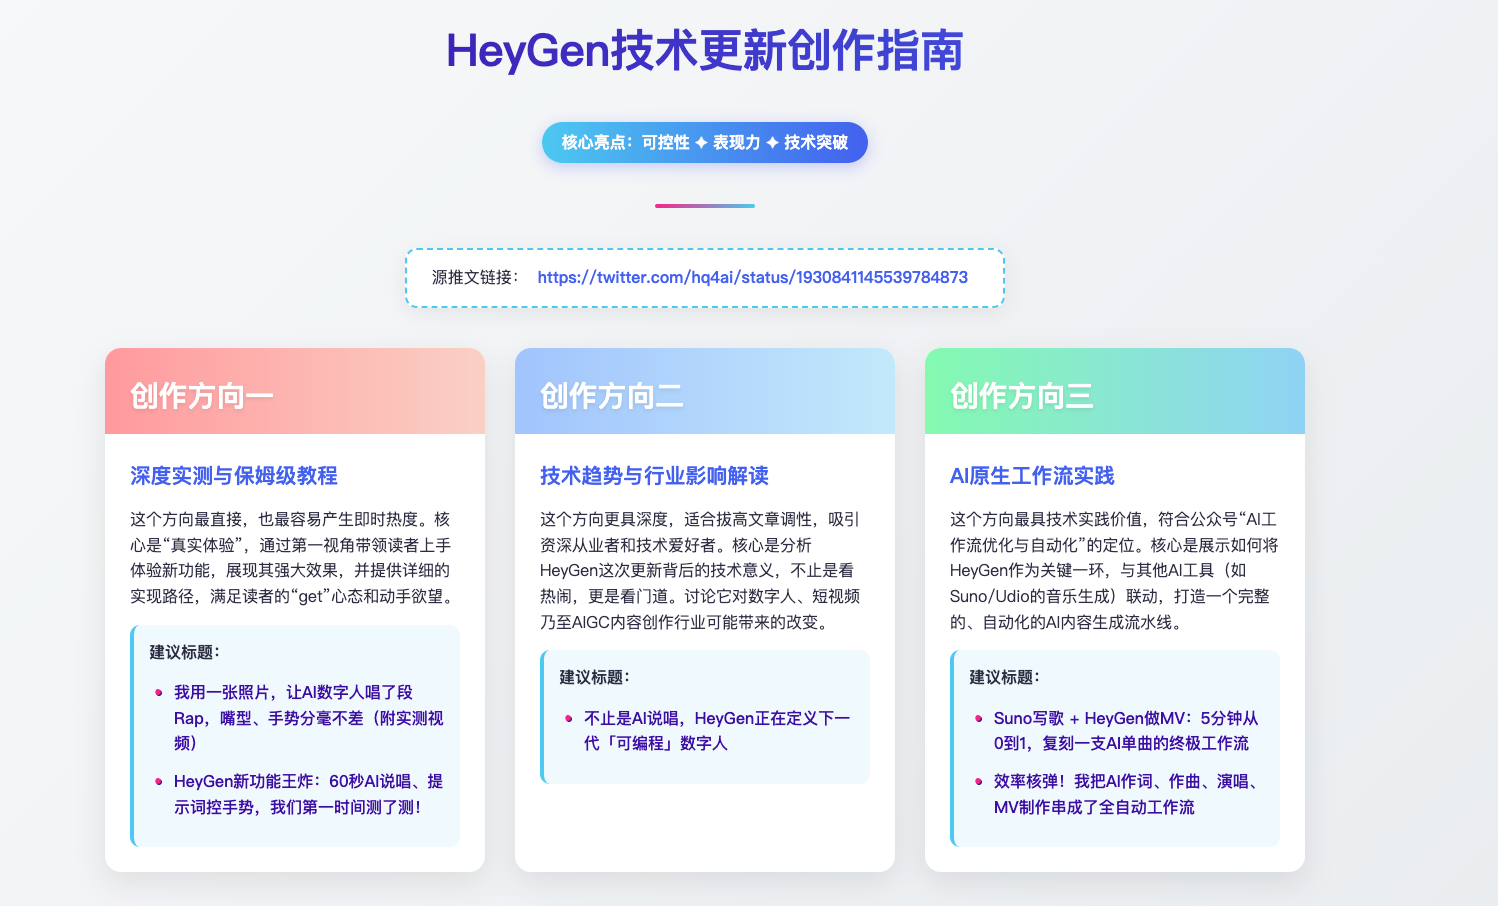 HeyGen技术更新创作指南
核心亮点：可控性 ✦ 表现力 ✦ 技术突破
源推文链接： https://twitter.com/hq4ai/status/1930841145539784873
创作方向一
深度实测与保姆级教程
这个方向最直接，也最容易产生即时热度。核
心是“真实体验”，通过第一视角带领读者上手
体验新功能，展现其强大效果，并提供详细的
实现路径，满足读者的“get”心态和动手欲望。
建议标题：
我用一张照片，让AI数字人唱了段
Rap，嘴型、手势分毫不差（附实测视
频）
HeyGen新功能王炸：60秒AI说唱、提
示词控手势，我们第一时间测了测！
创作方向二
技术趋势与行业影响解读
这个方向更具深度，适合拔高文章调性，吸引
资深从业者和技术爱好者。核心是分析
HeyGen这次更新背后的技术意义，不止是看
热闹，更是看门道。讨论它对数字人、短视频
乃至AIGC内容创作行业可能带来的改变。
建议标题：
不止是AI说唱，HeyGen正在定义下一
代「可编程」数字人
创作方向三
AI原生工作流实践
这个方向最具技术实践价值，符合公众号“AI工
作流优化与自动化”的定位。核心是展示如何将
HeyGen作为关键一环，与其他AI工具（如
Suno/Udio的音乐生成）联动，打造一个完整
的、自动化的AI内容生成流水线。
建议标题：
Suno写歌 + HeyGen做MV：5分钟从
0到1，复刻一支AI单曲的终极工作流
效率核弹！我把AI作词、作曲、演唱、
MV制作串成了全自动工作流